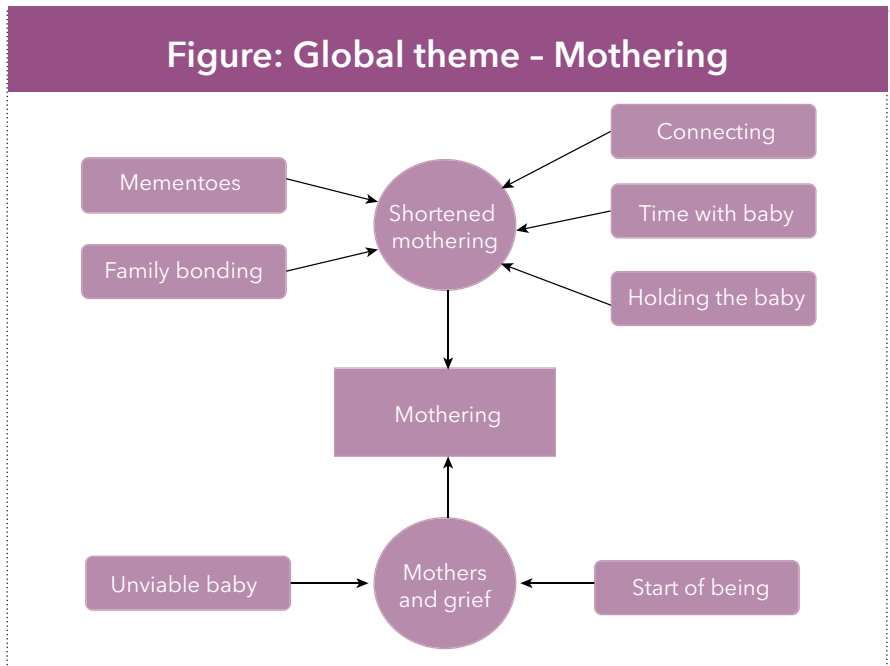 Figure: Global theme – Mothering
Connecting
Mementoes
Time with baby
Shortened
mothering
Family bonding
Holding the baby
Mothering
Unviable baby
Mothers
and grief
Start of being